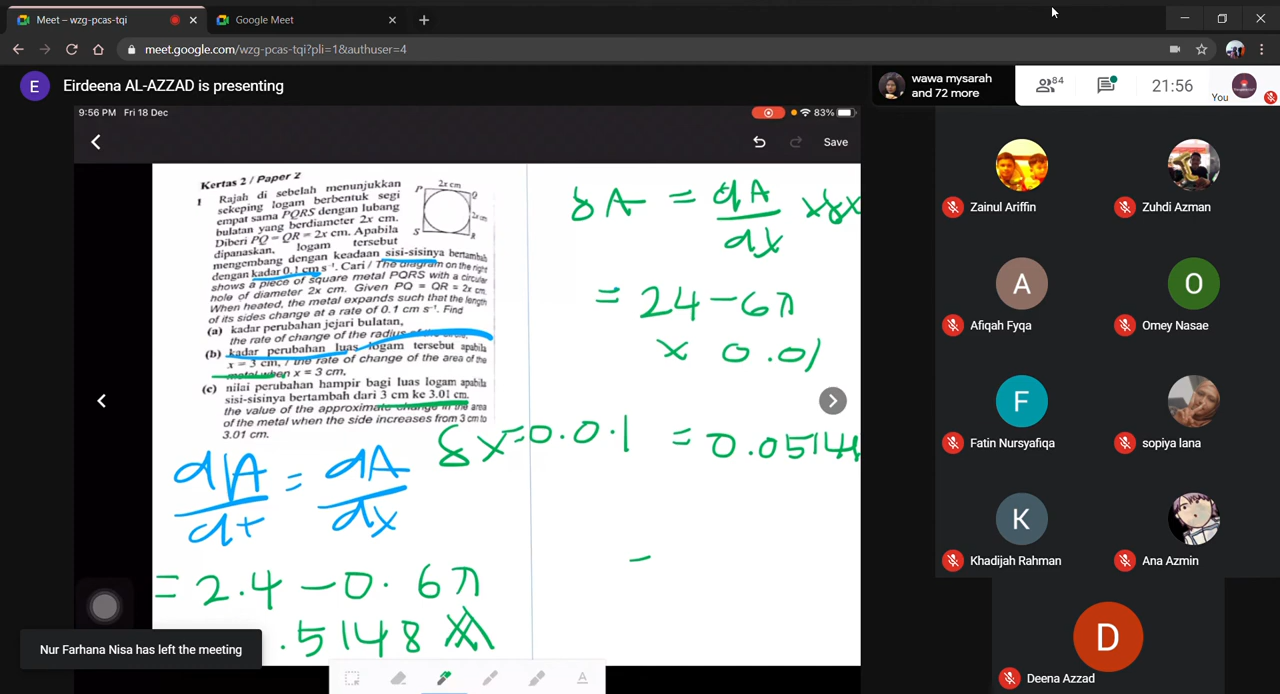 Meet – wzg-pcas-tqi
Google Meet
meet.google.com/wzg-pcas-tqi?pli=1&authuser=4
E
Eirdeena AL-AZZAD is presenting
wawa mysarah
and 72 more
84
21:56
You
9:56 PM Fri 18 Dec
83%
Save
Kertas 2 / Paper 2
1 Rajah di sebelah menunjukkan
sekeping logam berbentuk segi
empat sama PQRS dengan lubang
bulatan yang berdiameter 2x cm.
Diberi PQ = QR = 2x cm. Apabila
dipanaskan, logam tersebut
mengembang dengan keadaan sisi-sisinya bertambah
dengan kadar 0.1 cm s⁻¹. Cari / The diagram on the right
shows a piece of square metal PQRS with a circular
hole of diameter 2x cm. Given PQ = QR = 2x cm.
When heated, the metal expands such that the length
of its sides change at a rate of 0.1 cm s⁻¹. Find
(a) kadar perubahan jejari bulatan,
the rate of change of the radius of the circle,
(b) kadar perubahan luas logam tersebut apabila
x = 3 cm, / the rate of change of the area of the
metal when x = 3 cm,
(c) nilai perubahan hampir bagi luas logam apabila
sisi-sisinya bertambah dari 3 cm ke 3.01 cm.
the value of the approximate change in the area
of the metal when the side increases from 3 cm to
3.01 cm.
2x cm
P
Q
2x cm
S
R
dA/dt = dA/dx
= 2.4 – 0.6π
.5148
δA = dA/dx × δx
= 24 – 6π
× 0.01
δx = 0.0.1
= 0.05148
=
Nur Farhana Nisa has left the meeting
A
Zainul Ariffin
Zuhdi Azman
A
Afiqah Fyqa
O
Omey Nasae
F
Fatin Nursyafiqa
sopiya lana
K
Khadijah Rahman
Ana Azmin
D
Deena Azzad